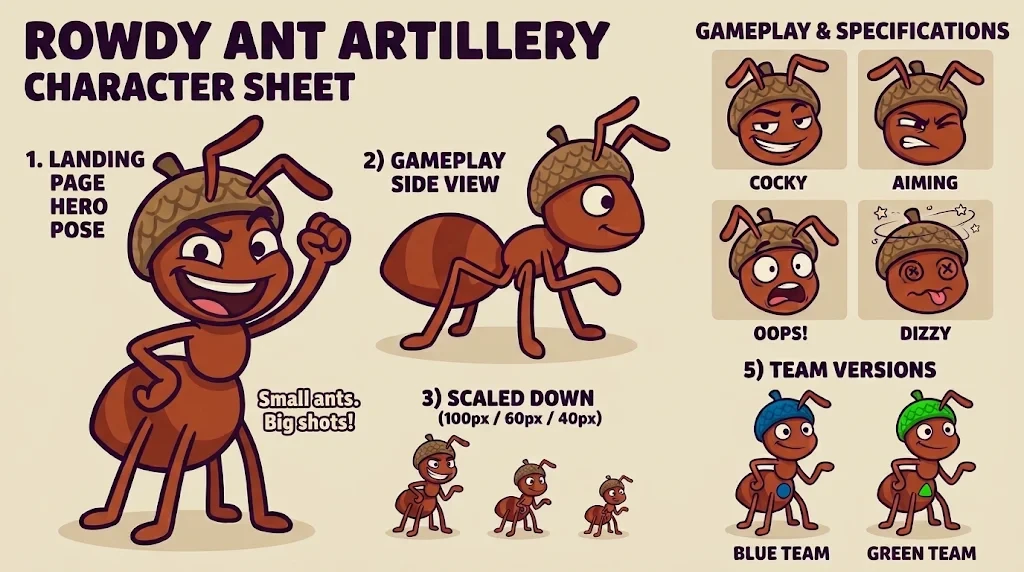 ROWDY ANT ARTILLERY
CHARACTER SHEET
1. LANDING
PAGE
HERO
POSE
Small ants.
Big shots!
2) GAMEPLAY
SIDE VIEW
3) SCALED DOWN
(100px / 60px / 40px)
GAMEPLAY & SPECIFICATIONS
COCKY
AIMING
OOPS!
DIZZY
5) TEAM VERSIONS
BLUE TEAM
GREEN TEAM